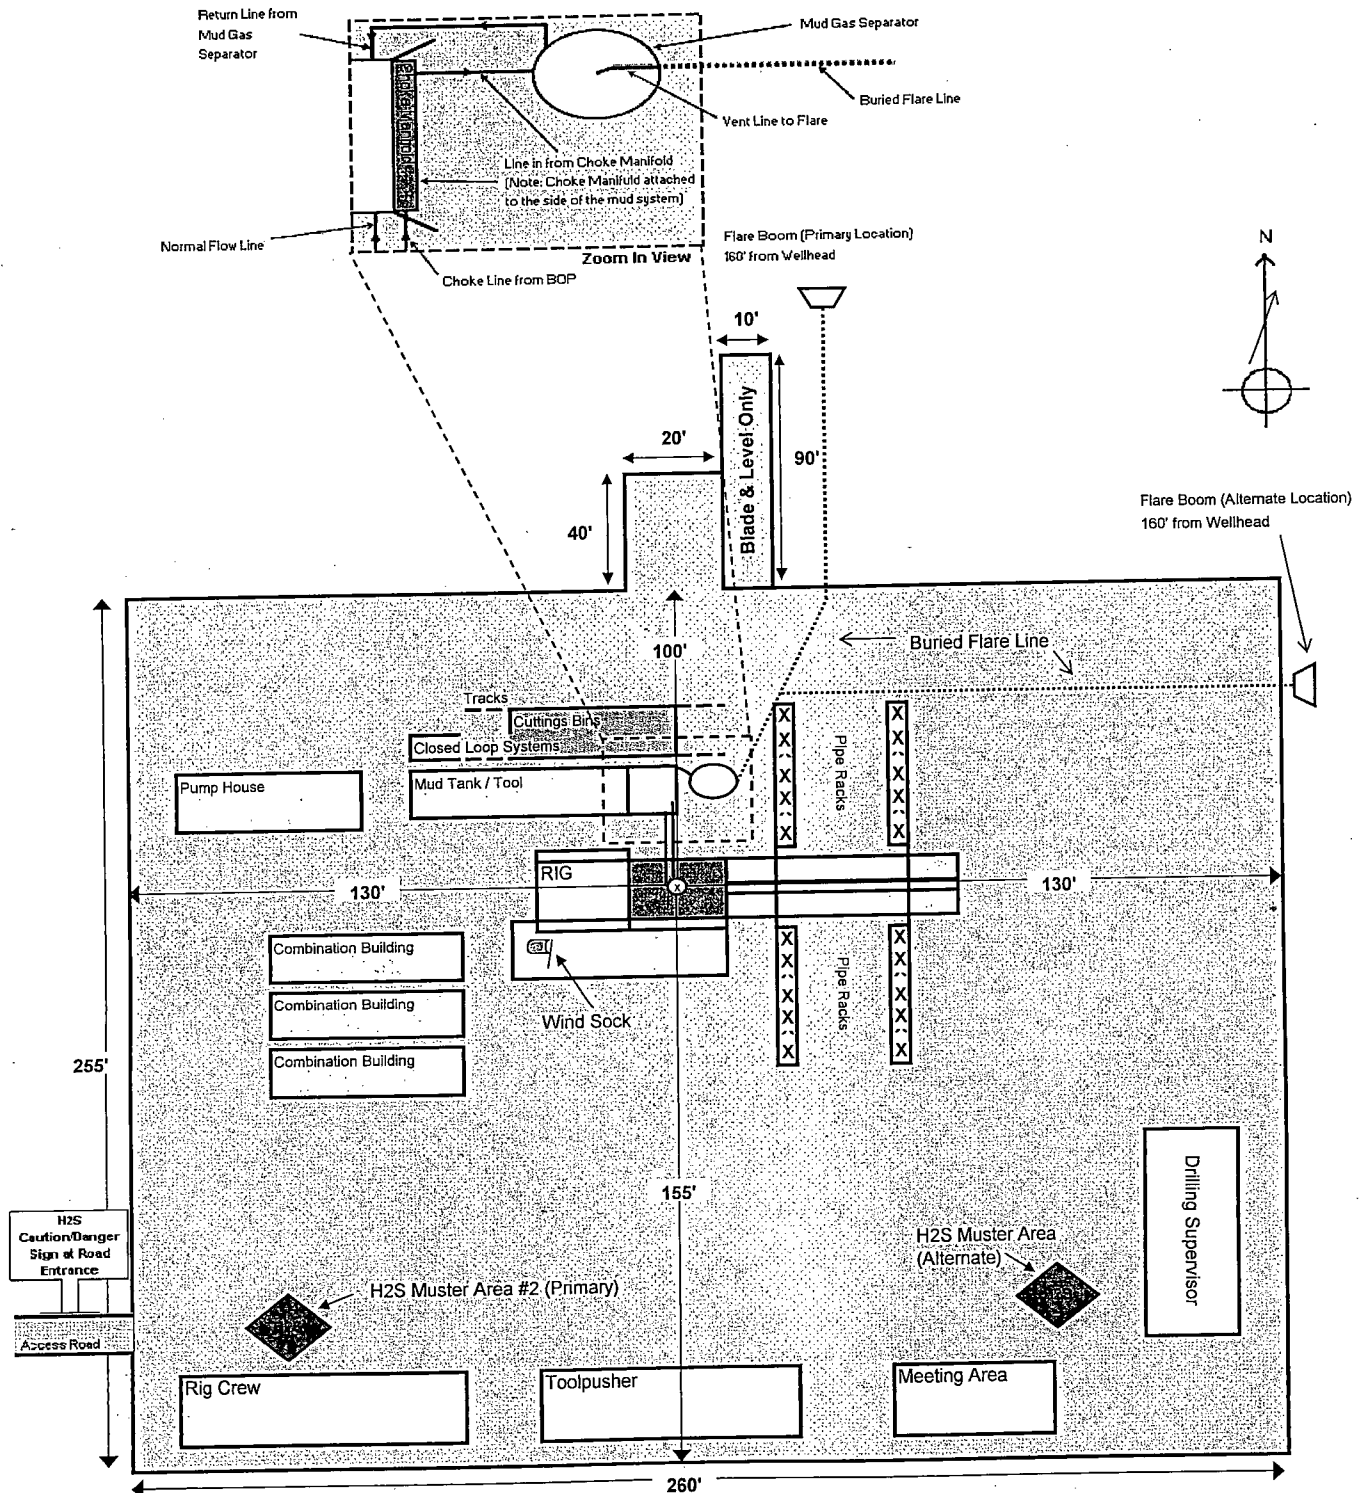 Return Line from
Mud Gas
Separator
Mud Gas Separator
Buried Flare Line
Vent Line to Flare
Choke Manifold
Line in from Choke Manifold
(Note: Choke Manifold attached
to the side of the mud system)
Normal Flow Line
Choke Line from BOP
Zoom In View
Flare Boom (Primary Location)
160' from Wellhead
N
10'
Blade & Level Only
90'
20'
40'
Flare Boom (Alternate Location)
160' from Wellhead
100'
Buried Flare Line
Tracks
Cuttings Bins
Closed Loop Systems
Mud Tank / Tool
Pump House
X X X X X
Pipe Racks
X X X X X
RIG
X
130'
130'
Combination Building
Combination Building
Combination Building
Wind Sock
X X X X X
Pipe Racks
X X X X X
255'
155'
Drilling Supervisor
H2S
Caution/Danger
Sign at Road
Entrance
Access Road
H2S Muster Area #2 (Primary)
H2S Muster Area
(Alternate)
Rig Crew
Toolpusher
Meeting Area
260'